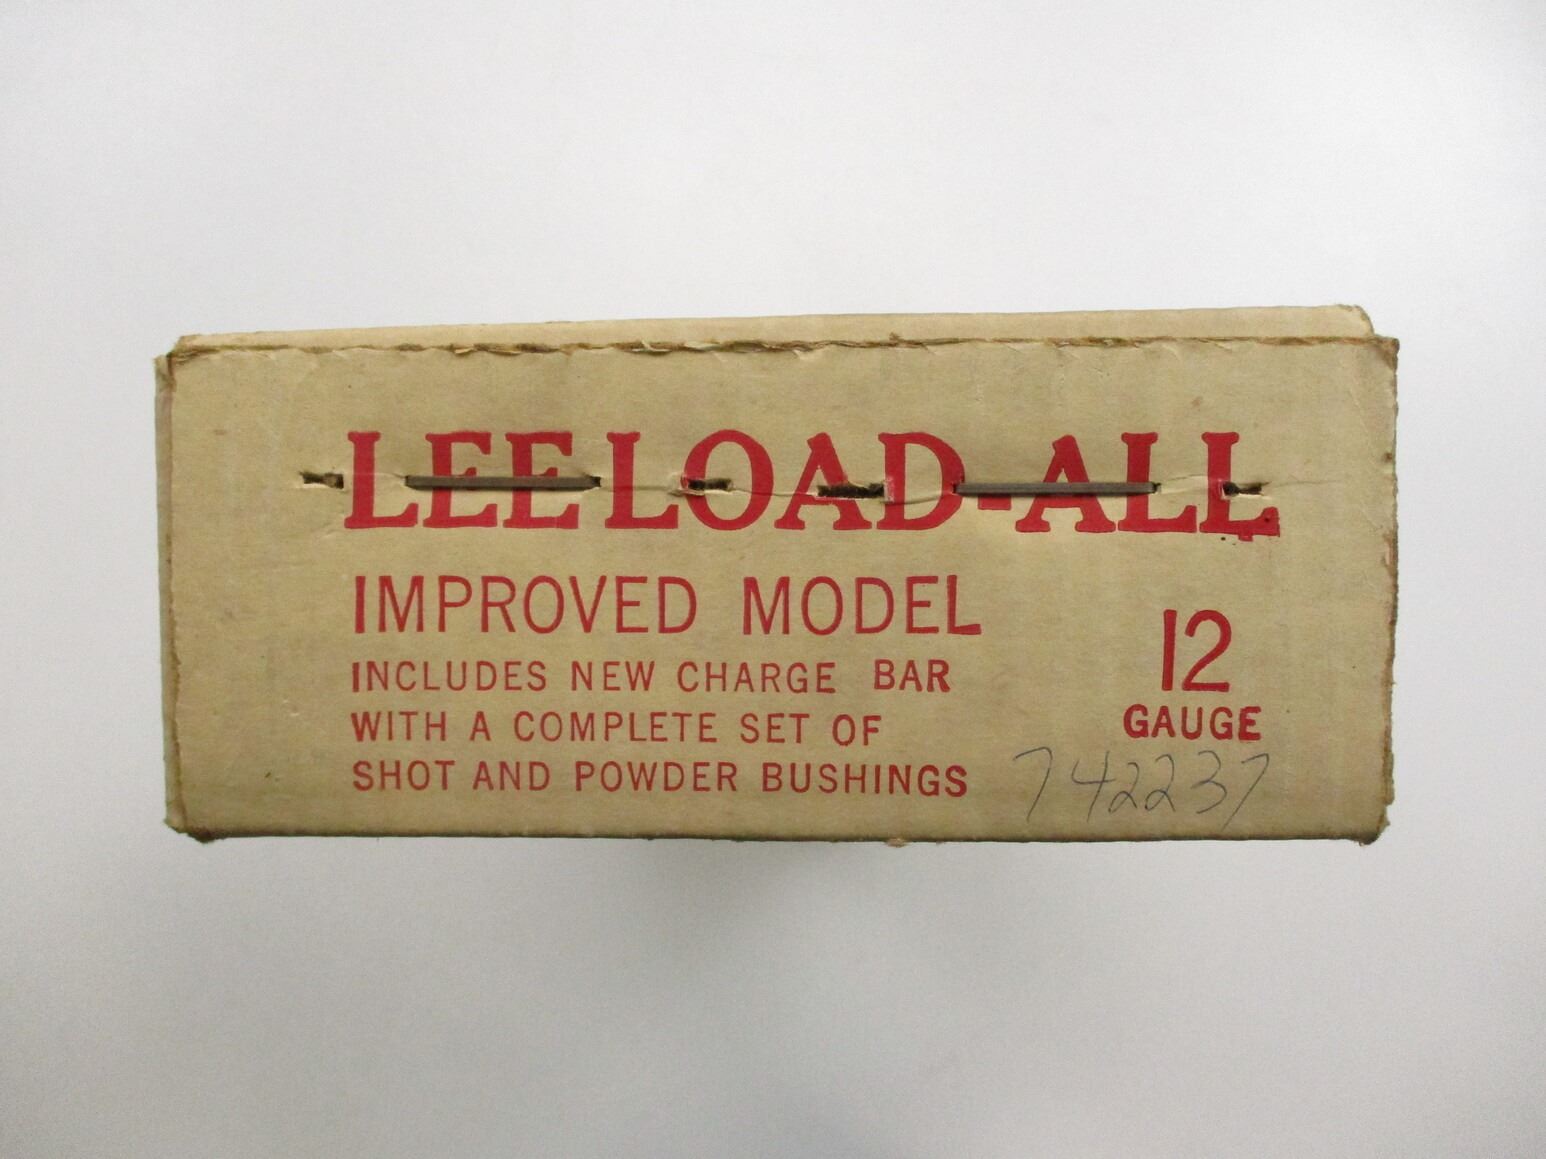 LEE LOAD-ALL
IMPROVED MODEL
INCLUDES NEW CHARGE BAR
WITH A COMPLETE SET OF
SHOT AND POWDER BUSHINGS
12
GAUGE
742237